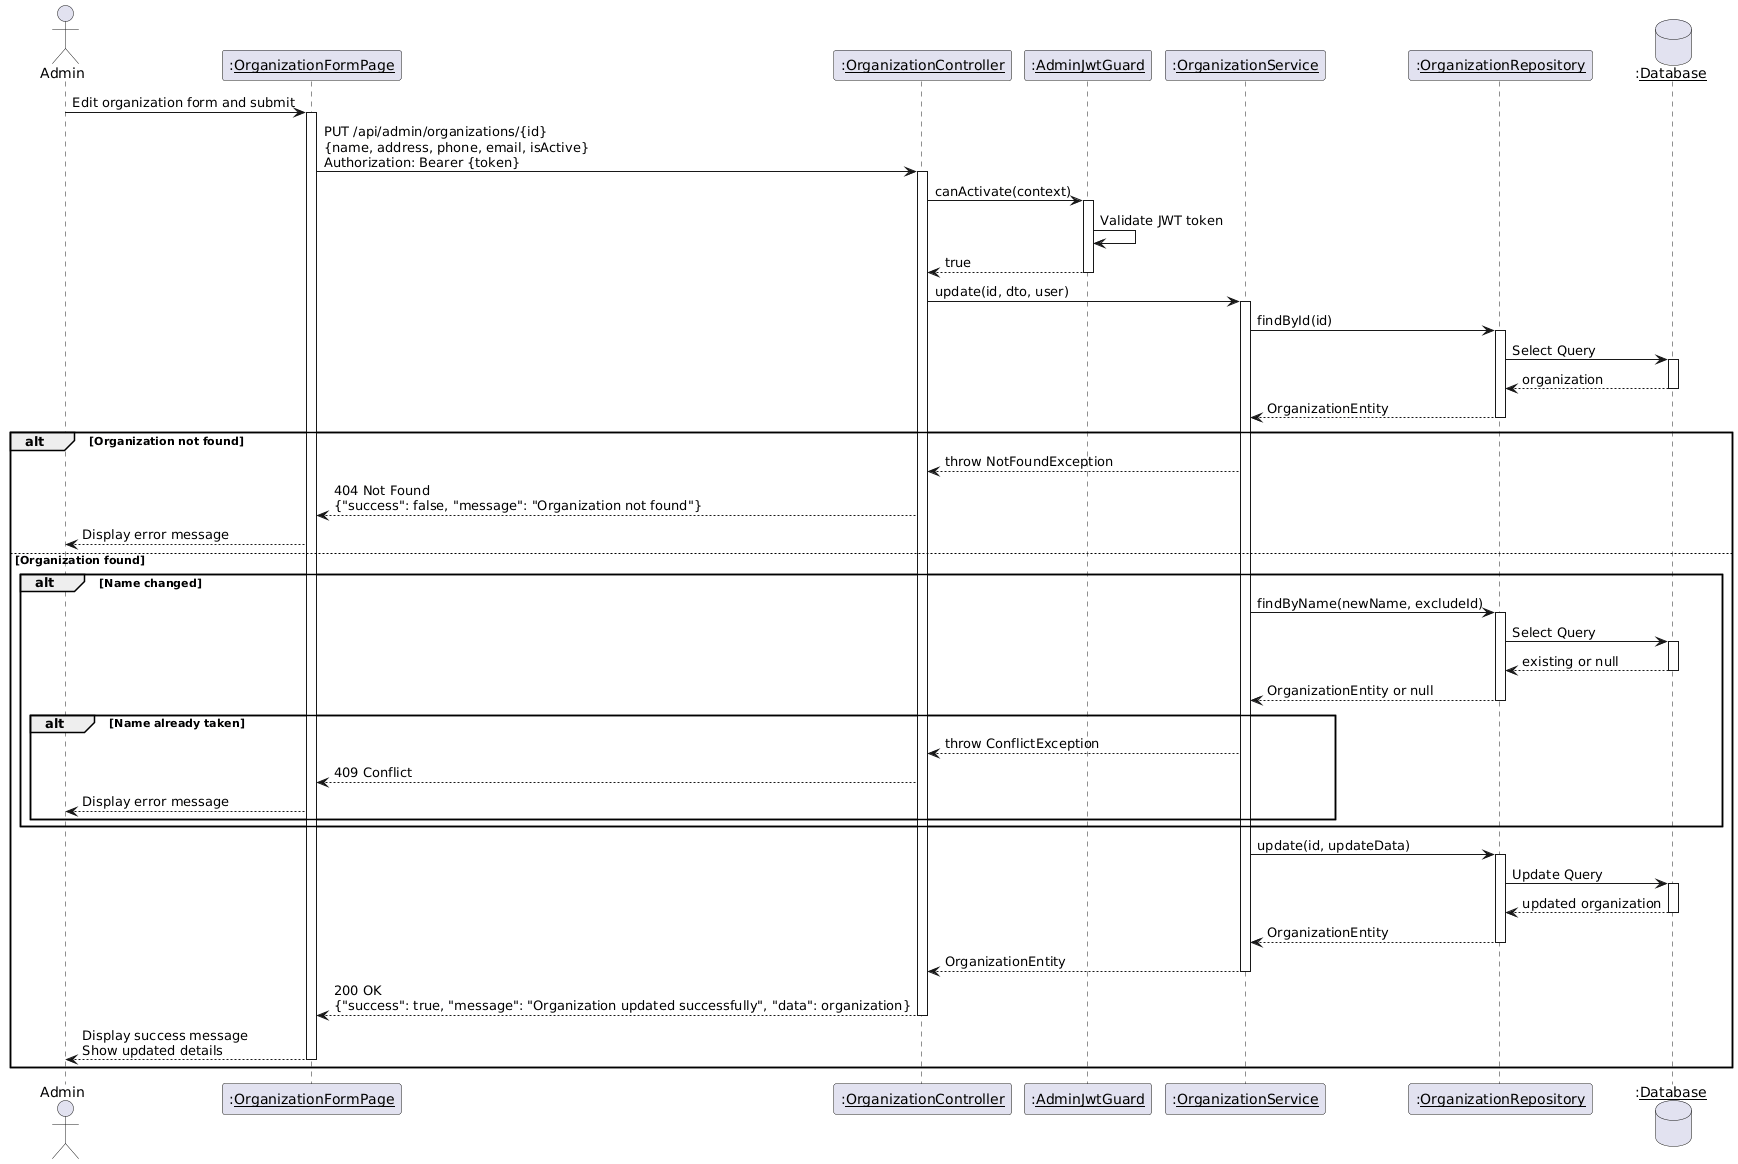 Admin
:OrganizationFormPage
:OrganizationController
:AdminJwtGuard
:OrganizationService
:OrganizationRepository
:Database
Edit organization form and submit
PUT /api/admin/organizations/{id}
{name, address, phone, email, isActive}
Authorization: Bearer {token}
canActivate(context)
Validate JWT token
true
update(id, dto, user)
findById(id)
Select Query
organization
OrganizationEntity
alt [Organization not found]
throw NotFoundException
404 Not Found
{"success": false, "message": "Organization not found"}
Display error message
[Organization found]
alt [Name changed]
findByName(newName, excludeId)
Select Query
existing or null
OrganizationEntity or null
alt [Name already taken]
throw ConflictException
409 Conflict
Display error message
update(id, updateData)
Update Query
updated organization
OrganizationEntity
OrganizationEntity
200 OK
{"success": true, "message": "Organization updated successfully", "data": organization}
Display success message
Show updated details
Admin
:OrganizationFormPage
:OrganizationController
:AdminJwtGuard
:OrganizationService
:OrganizationRepository
:Database